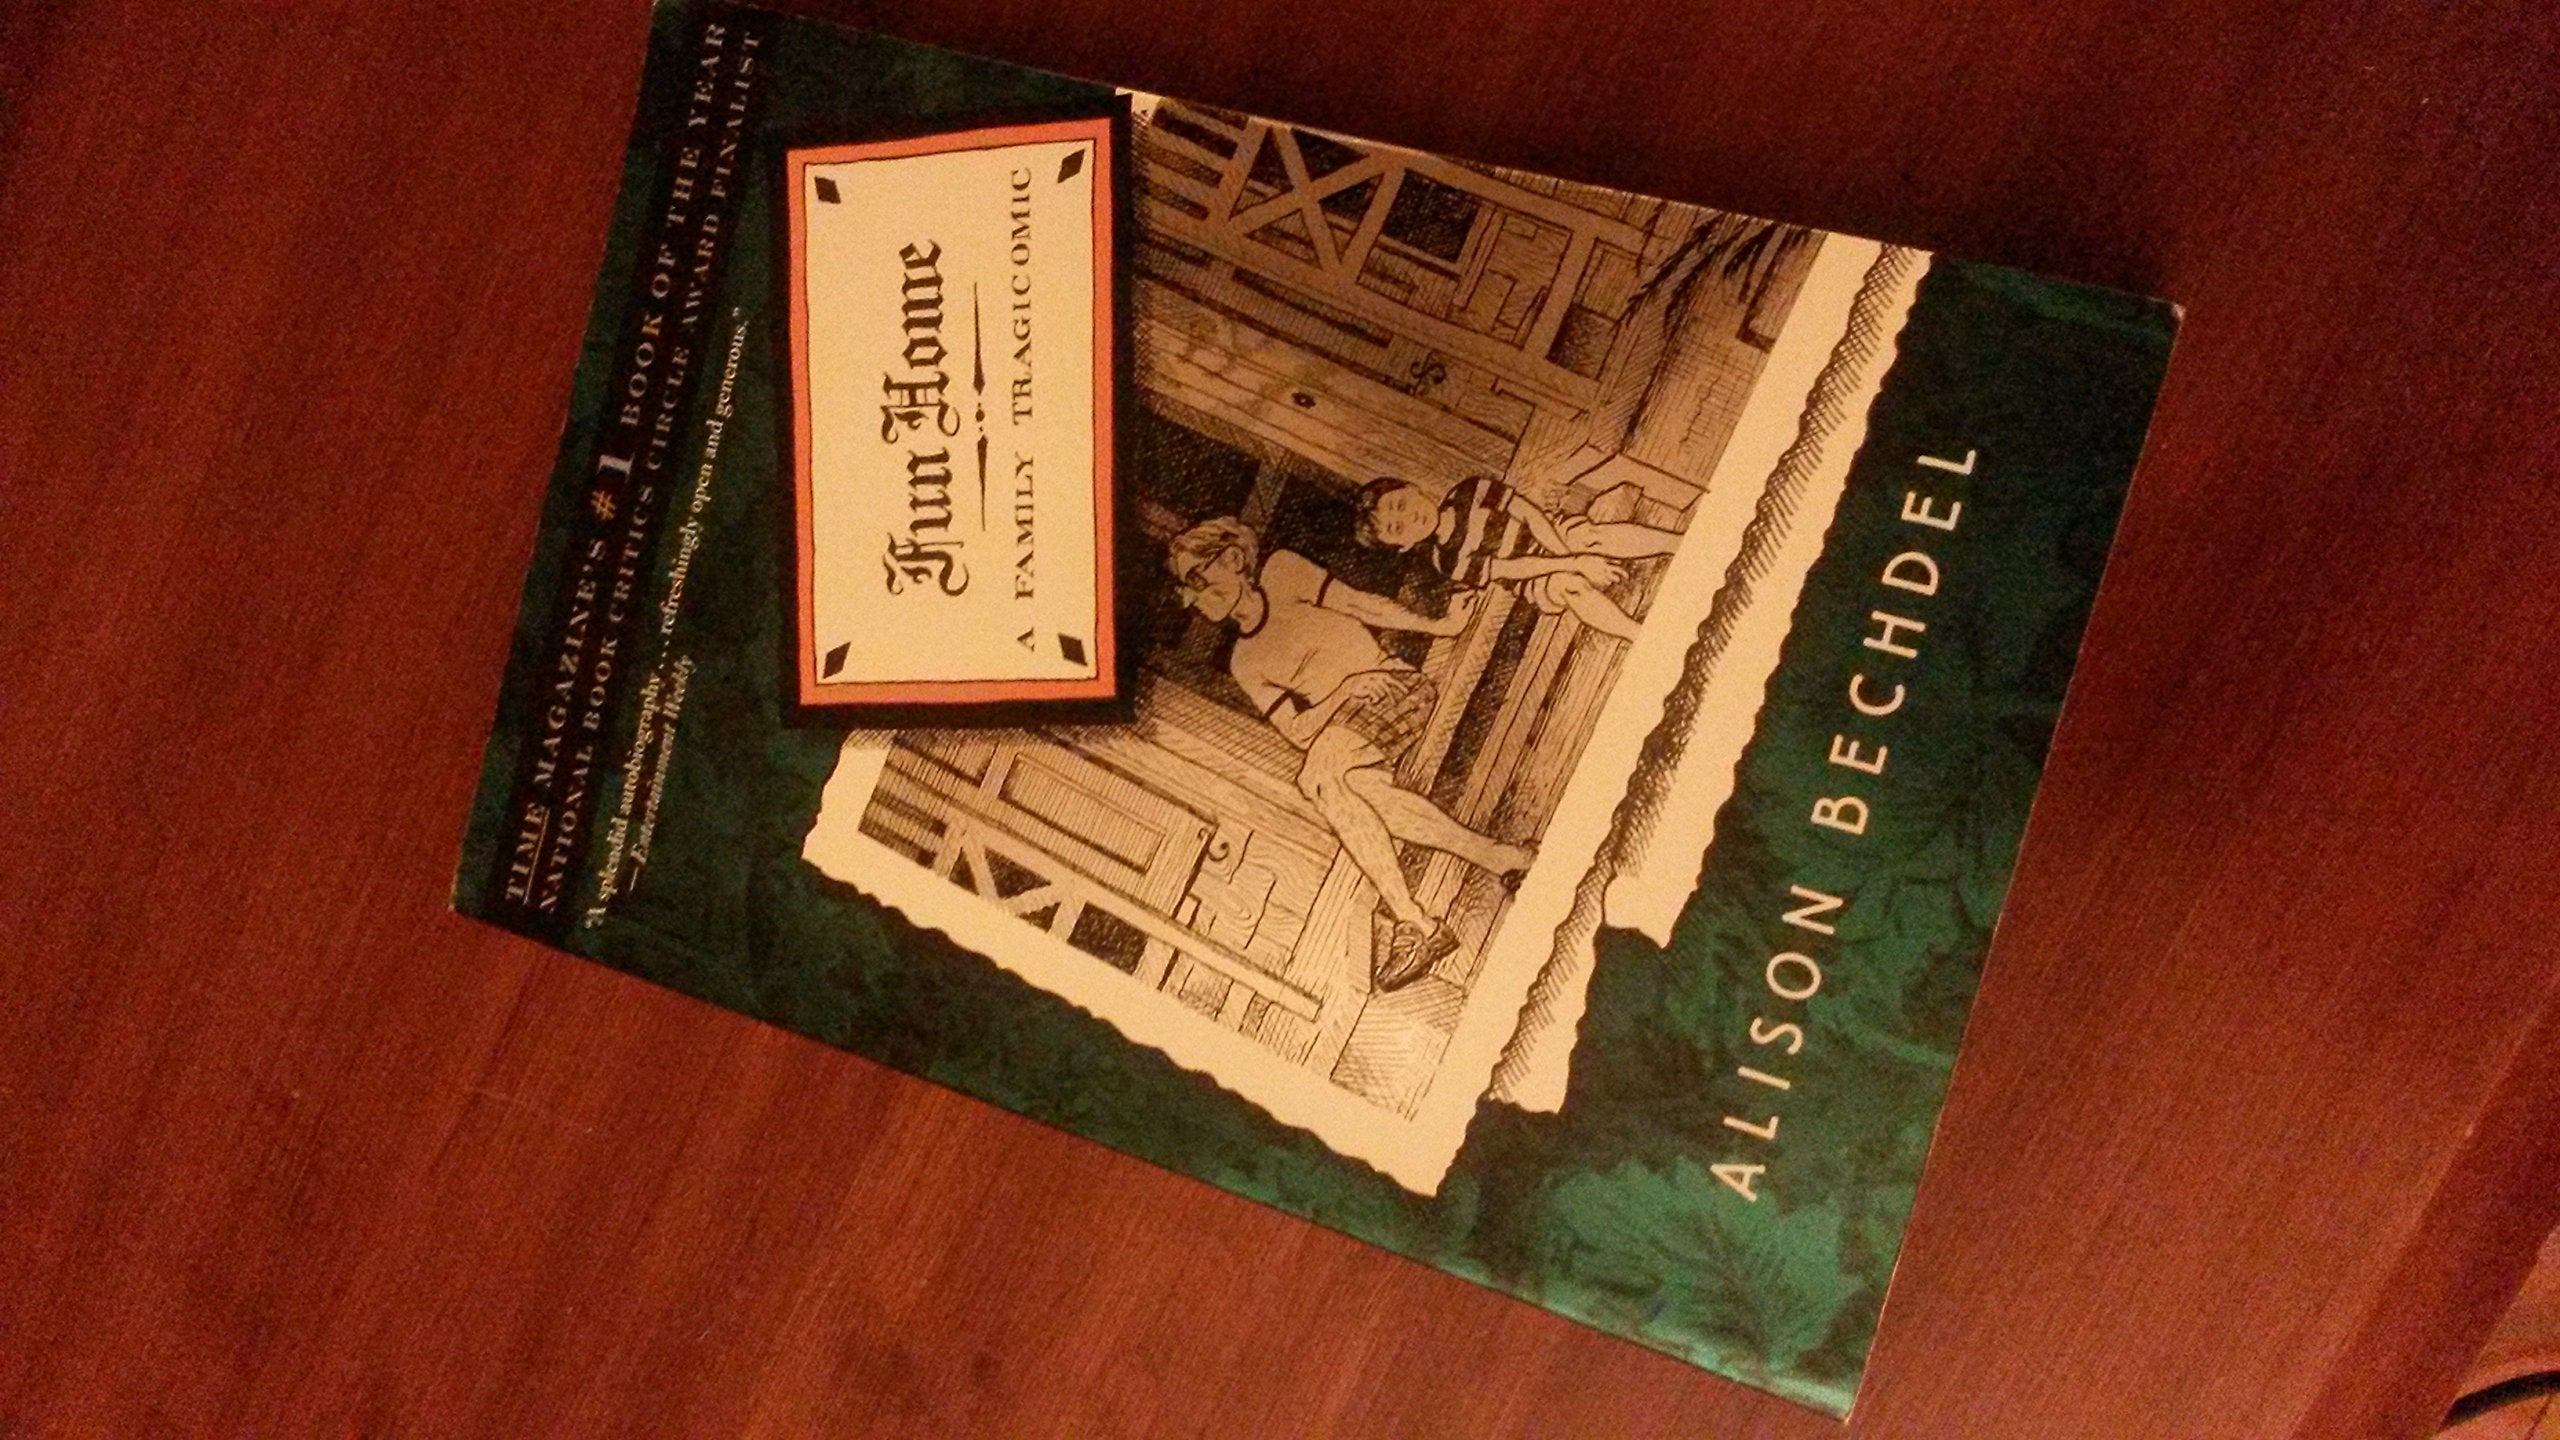 TIME MAGAZINE'S #1 BOOK OF THE YEAR
NATIONAL BOOK CRITICS CIRCLE AWARD FINALIST
"A splendid autobiography . . . refreshingly open and generous."
—Entertainment Weekly
Fun Home
A FAMILY TRAGICOMIC
ALISON BECHDEL